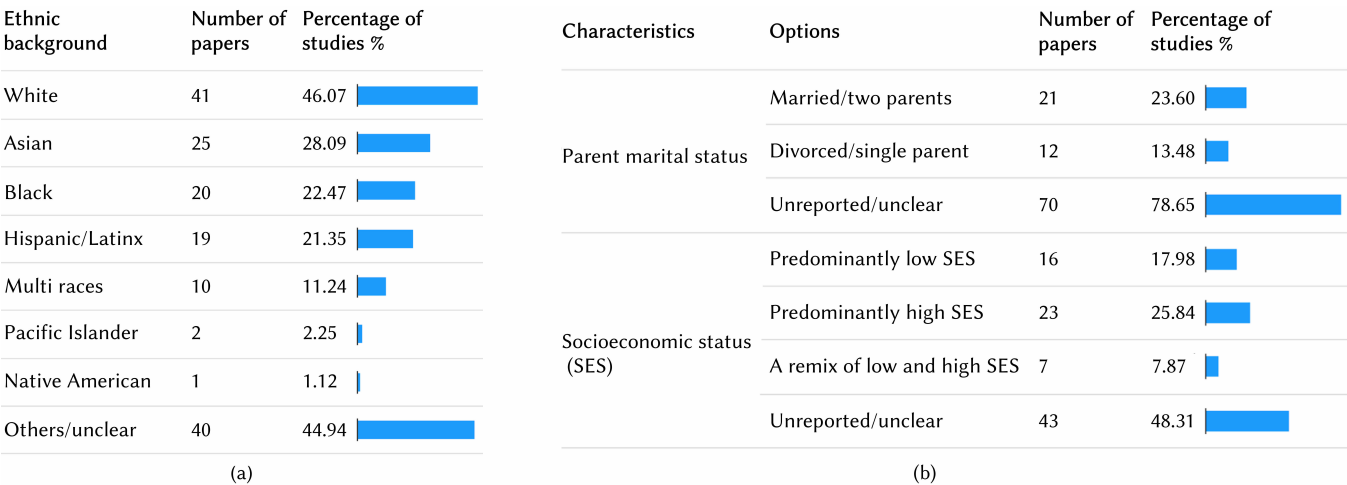 Ethnic background Number of papers Percentage of studies %
White 41 46.07
Asian 25 28.09
Black 20 22.47
Hispanic/Latinx 19 21.35
Multi races 10 11.24
Pacific Islander 2 2.25
Native American 1 1.12
Others/unclear 40 44.94
(a)
Characteristics Options Number of papers Percentage of studies %
Parent marital status
Married/two parents 21 23.60
Divorced/single parent 12 13.48
Unreported/unclear 70 78.65
Socioeconomic status
(SES)
Predominantly low SES 16 17.98
Predominantly high SES 23 25.84
A remix of low and high SES 7 7.87
Unreported/unclear 43 48.31
(b)